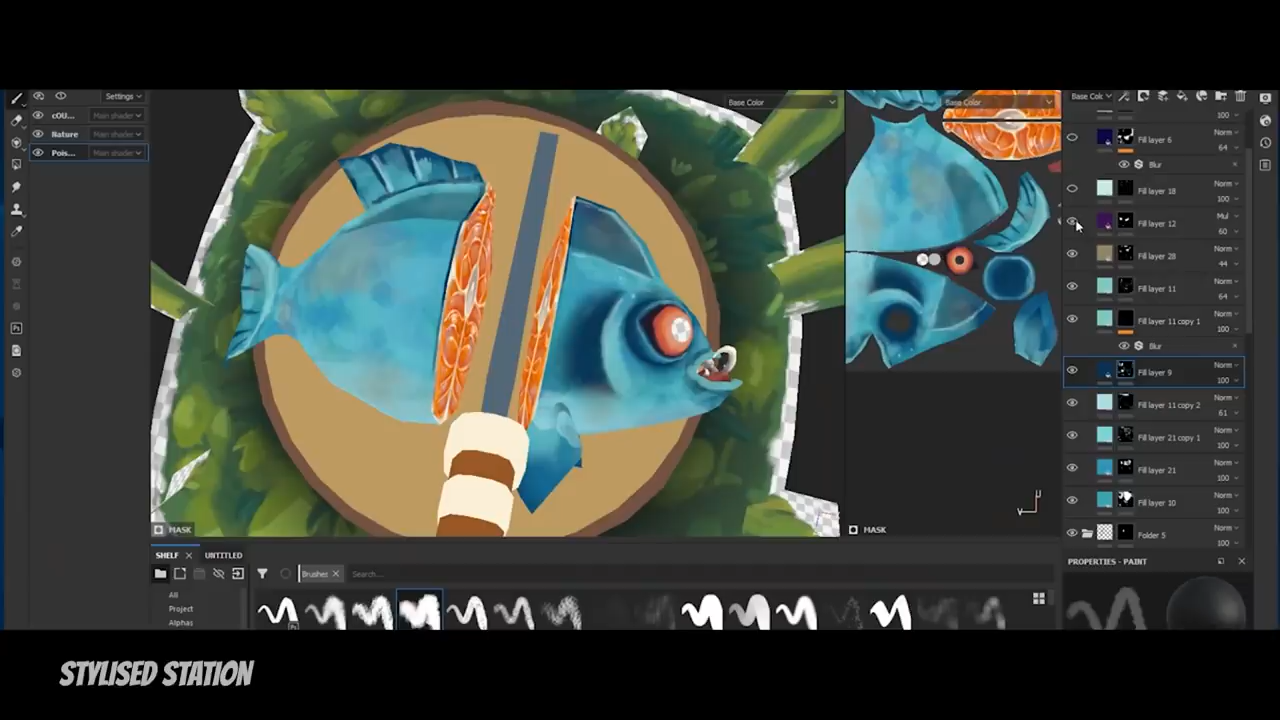 Settings
Base Color
Base Color
Base Colo
100
cOU...
Main shader
Nature
Main shader
Pois...
Main shader
Fill layer 6
Norm
64
Blur
Fill layer 18
Norm
100
Fill layer 12
Mul
60
Fill layer 28
Norm
44
Fill layer 11
Norm
64
Fill layer 11 copy 1
Norm
100
Blur
Fill layer 9
Norm
100
Fill layer 11 copy 2
Norm
61
Fill layer 21 copy 1
Norm
100
Fill layer 21
Norm
100
Fill layer 10
Norm
100
Folder 5
Norm
100
MASK
MASK
SHELF
UNTITLED
PROPERTIES - PAINT
Brushes
Search...
All
Project
Alphas
STYLISED STATION